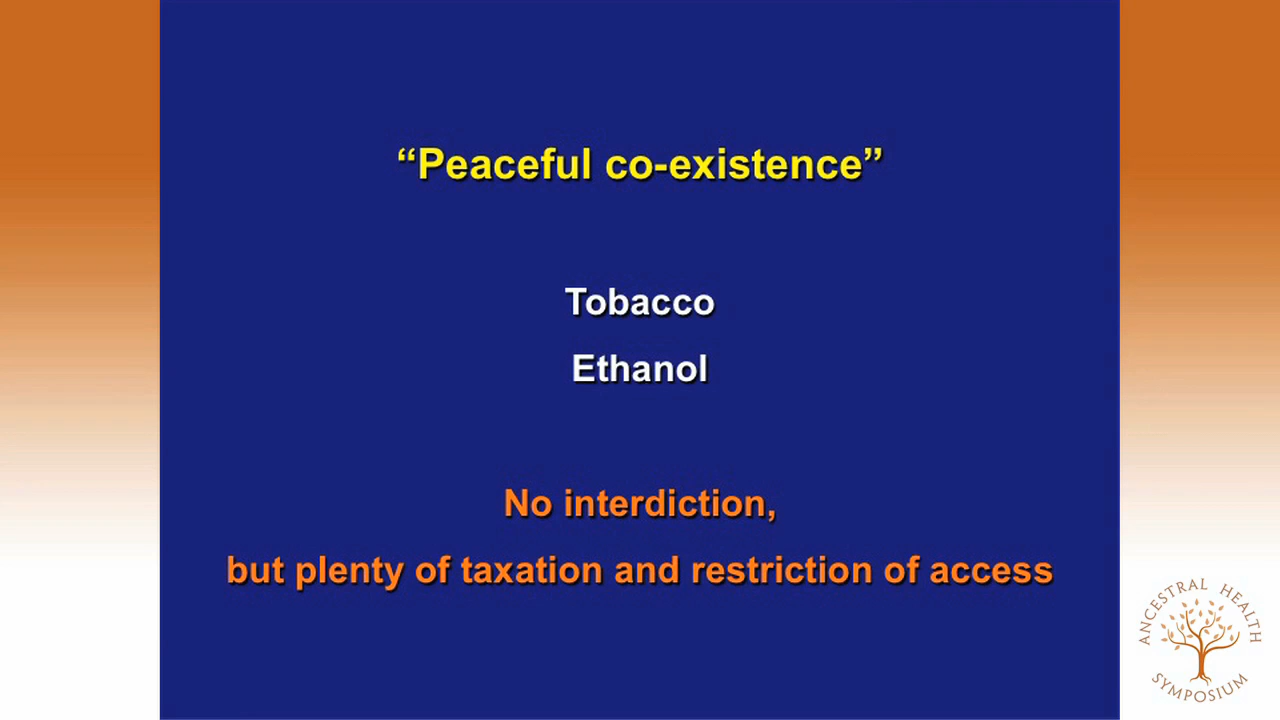 “Peaceful co-existence”
Tobacco
Ethanol
No interdiction,
but plenty of taxation and restriction of access
ANCESTRAL HEALTH
SYMPOSIUM